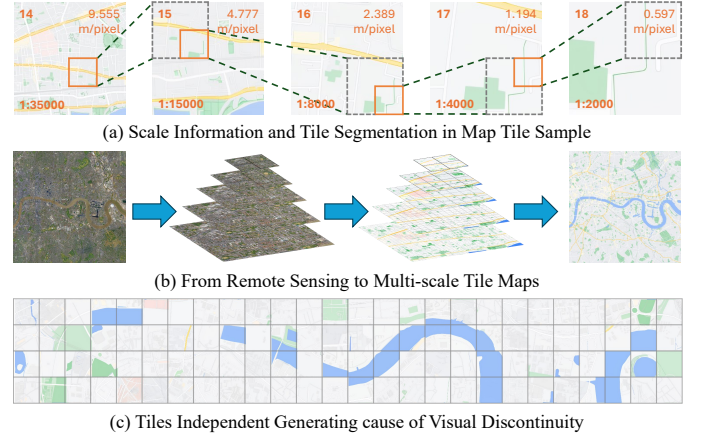 14 9.555 m/pixel 1:35000
15 4.777 m/pixel 1:15000
16 2.389 m/pixel 1:8000
17 1.194 m/pixel 1:4000
18 0.597 m/pixel 1:2000
(a) Scale Information and Tile Segmentation in Map Tile Sample
(b) From Remote Sensing to Multi-scale Tile Maps
(c) Tiles Independent Generating cause of Visual Discontinuity